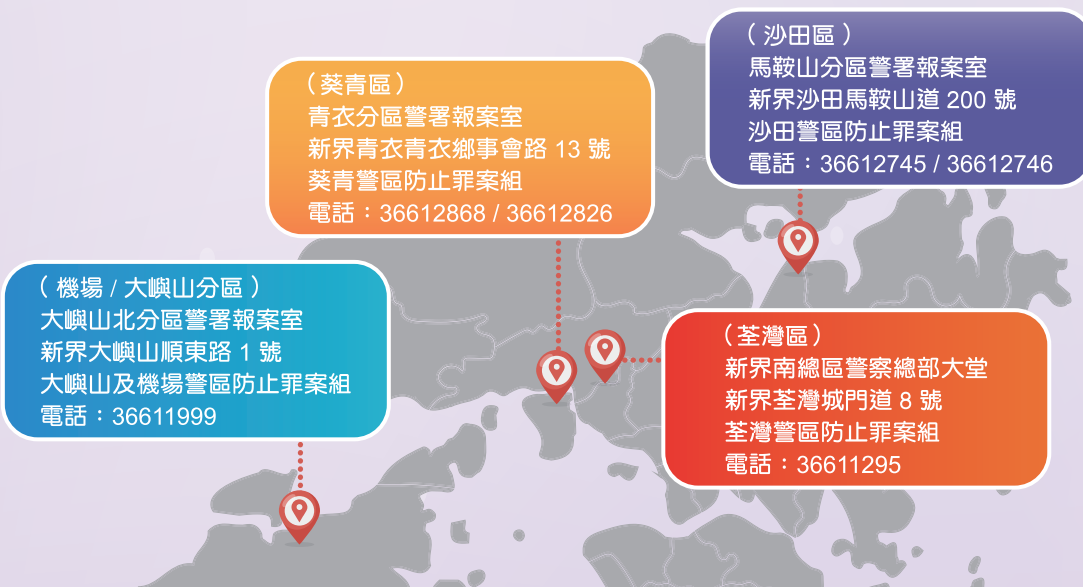 （沙田區）
馬鞍山分區警署報案室
新界沙田馬鞍山道 200 號
沙田警區防止罪案組
電話：36612745 / 36612746
（葵青區）
青衣分區警署報案室
新界青衣青衣鄉事會路 13 號
葵青警區防止罪案組
電話：36612868 / 36612826
（機場 / 大嶼山分區）
大嶼山北分區警署報案室
新界大嶼山順東路 1 號
大嶼山及機場警區防止罪案組
電話：36611999
（荃灣區）
新界南總區警察總部大堂
新界荃灣城門道 8 號
荃灣警區防止罪案組
電話：36611295